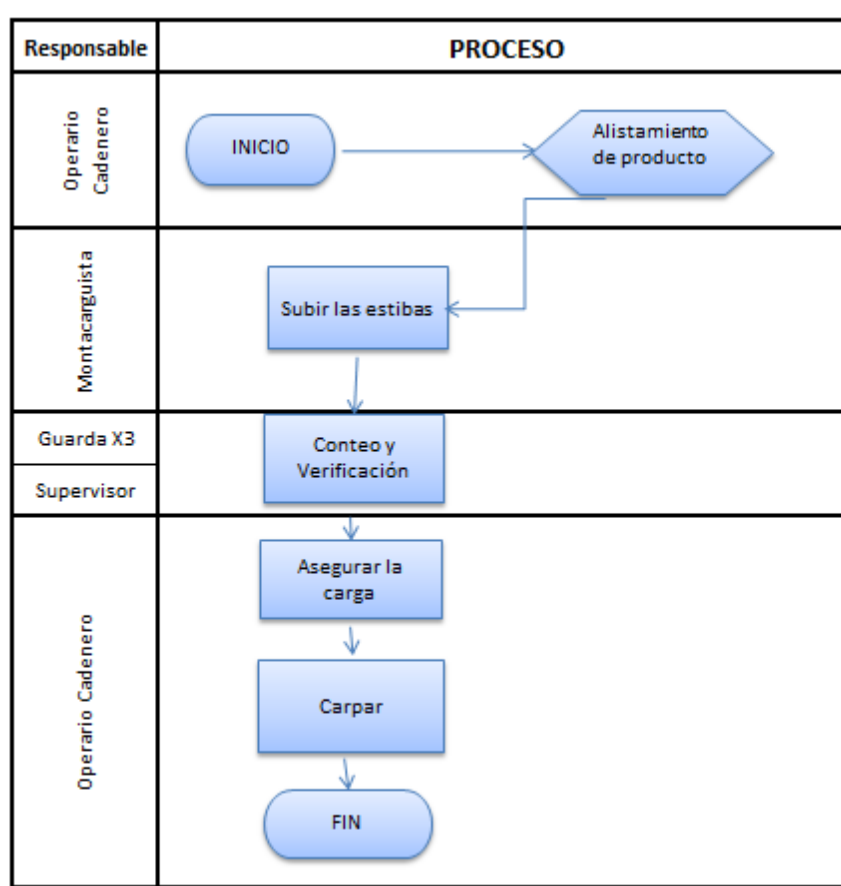 Responsable
PROCESO
Operario
Cadenero
INICIO
Alistamiento
de producto
Montacarguista
Subir las estibas
Guarda X3
Supervisor
Conteo y
Verificación
Operario Cadenero
Asegurar la
carga
Carpar
FIN